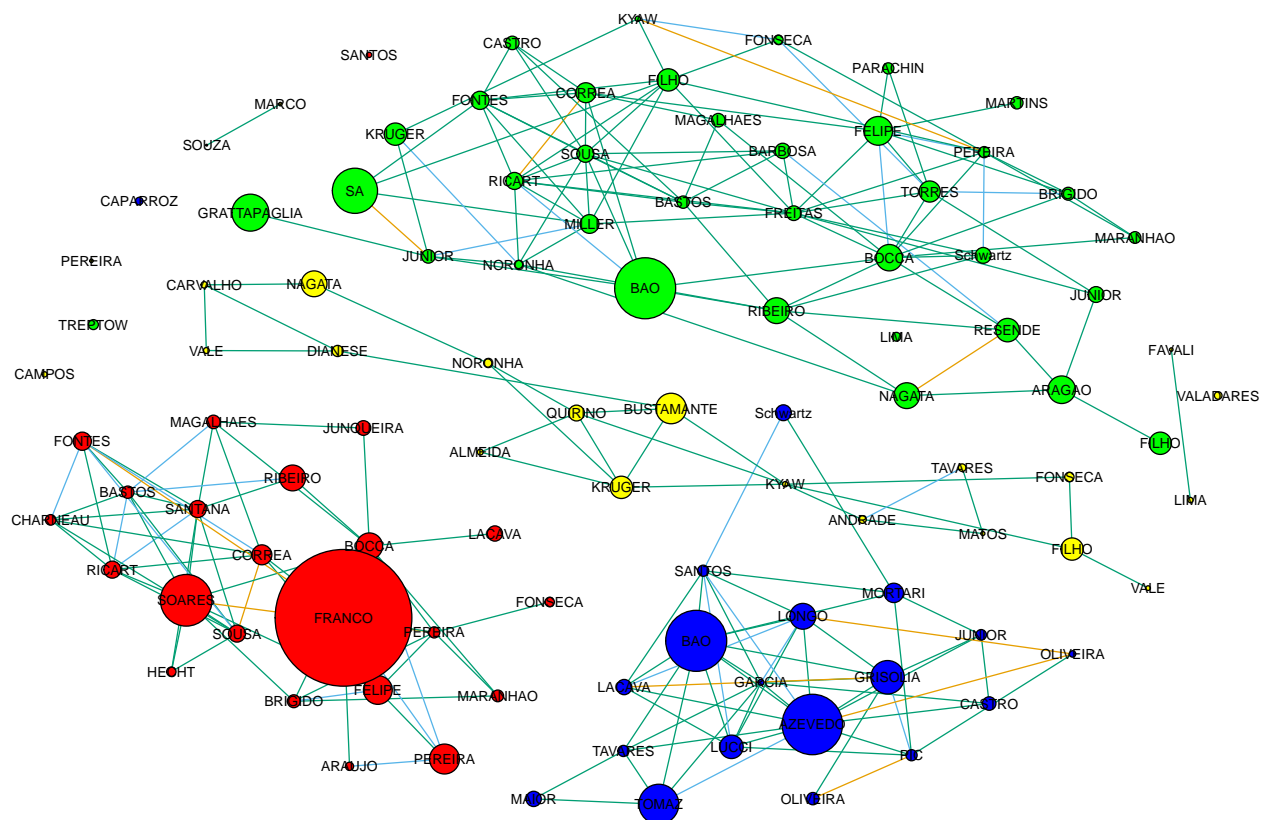 KYAW
CASTRO
FONSECA
SANTOS
PARACHIN
FILHO
CORREA
FONTES
MARCO
MARTINS
MAGALHAES
KRUGER
FELIPE
SOUZA
SOUSA
BARBOSA
PEREIRA
RICART
SA
TORRES
BRIGIDO
CAPARROZ
BASTOS
GRATTAPAGLIA
FREITAS
MILLER
MARANHAO
JUNIOR
Schwartz
BOCCA
PEREIRA
NORONHA
CARVALHO
NAGATA
BAO
JUNIOR
RIBEIRO
TREPTOW
RESENDE
LIMA
VALE
DIANESE
FAVALI
NORONHA
CAMPOS
ARAGAO
NAGATA
VALADARES
BUSTAMANTE
QUIRINO
Schwartz
MAGALHAES
JUNQUEIRA
FONTES
FILHO
ALMEIDA
TAVARES
RIBEIRO
FONSECA
KYAW
KRUGER
BASTOS
LIMA
SANTANA
CHARNEAU
ANDRADE
LACAVA
MATOS
BOCCA
FILHO
CORREA
RICART
SANTOS
VALE
MORTARI
SOARES
FONSECA
LONGO
FRANCO
PEREIRA
SOUSA
JUNIOR
BAO
OLIVEIRA
HECHT
GRISOLIA
GARCIA
LACAVA
FELIPE
MARANHAO
BRIGIDO
CASTRO
AZEVEDO
LUCCI
TAVARES
PIC
PEREIRA
ARAUJO
MAIOR
OLIVEIRA
TOMAZ